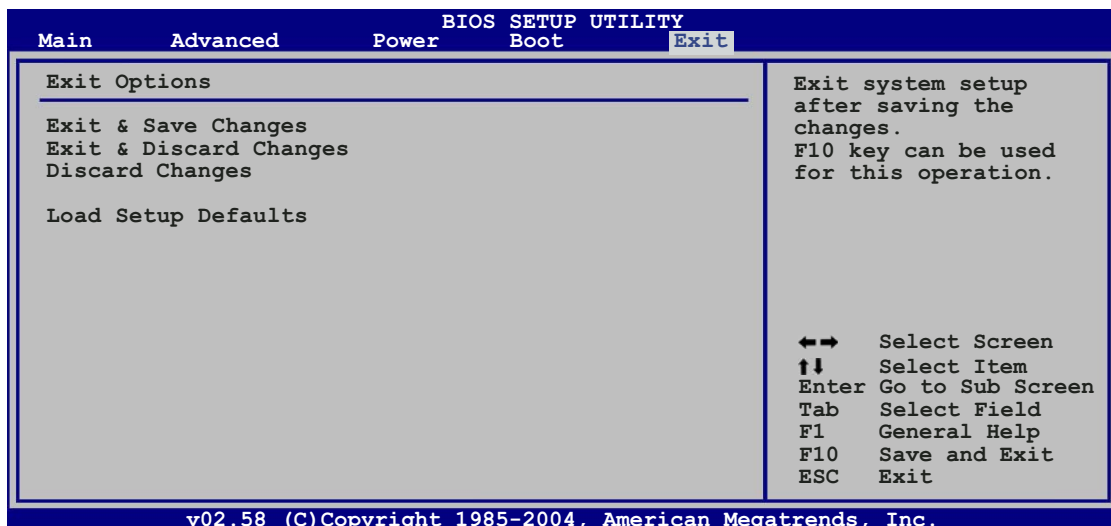 BIOS SETUP UTILITY
Main Advanced Power Boot Exit
Exit Options
Exit & Save Changes
Exit & Discard Changes
Discard Changes
Load Setup Defaults
Exit system setup
after saving the
changes.
F10 key can be used
for this operation.
←→ Select Screen
↑↓ Select Item
Enter Go to Sub Screen
Tab Select Field
F1 General Help
F10 Save and Exit
ESC Exit
v02.58 (C)Copyright 1985-2004, American Megatrends, Inc.